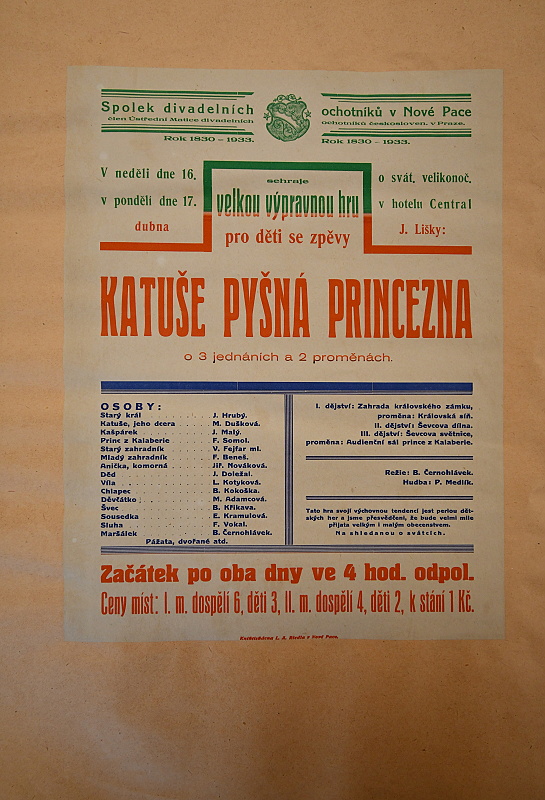 Spolek divadelních
člen Ústřední Matice divadelních
Rok 1830 - 1933.
ochotníků v Nové Pace
ochotníků českosloven. v Praze.
Rok 1830 - 1933.
V neděli dne 16.
v pondělí dne 17.
dubna
sehraje
velkou výpravnou hru
pro děti se zpěvy
o svát. velikonoč.
v hotelu Central
J. Lišky:
KATUŠE PYŠNÁ PRINCEZNA
o 3 jednáních a 2 proměnách.
OSOBY:
Starý král . . . . . J. Hrubý.
Katuše, jeho dcera . . . M. Dušková.
Kašpárek . . . . . J. Malý.
Princ z Kalaberie . . . F. Somol.
Starý zahradník . . . V. Fejfar ml.
Mladý zahradník . . . F. Beneš.
Anička, komorná . . . Jiř. Nováková.
Děd . . . . . J. Doležal.
Víla . . . . . L. Kotyková.
Chlapec . . . . . B. Kokoška.
Děvčátko . . . . . M. Adamcová.
Švec . . . . . B. Křikava.
Sousedka . . . . . E. Kramulová.
Sluha . . . . . F. Vokal.
Maršálek . . . . . B. Černohlávek.
Pážata, dvořané atd.
I. dějství: Zahrada královského zámku,
proměna: Královská síň.
II. dějství: Ševcova dílna.
III. dějství: Ševcova světnice,
proměna: Audienční sál prince z Kalaberie.
Režie: B. Černohlávek.
Hudba: P. Medlík.
Tato hra svojí výchovnou tendencí jest perlou dět-
ských her a jsme přesvědčeni, že bude velmi mile
přijata velkým i malým obecenstvem.
Na shledanou o svátcích.
Začátek po oba dny ve 4 hod. odpol.
Ceny míst: I. m. dospělí 6, děti 3, II. m. dospělí 4, děti 2, k stání 1 Kč.
Knihtiskárna L. A. Riedla v Nové Pace.